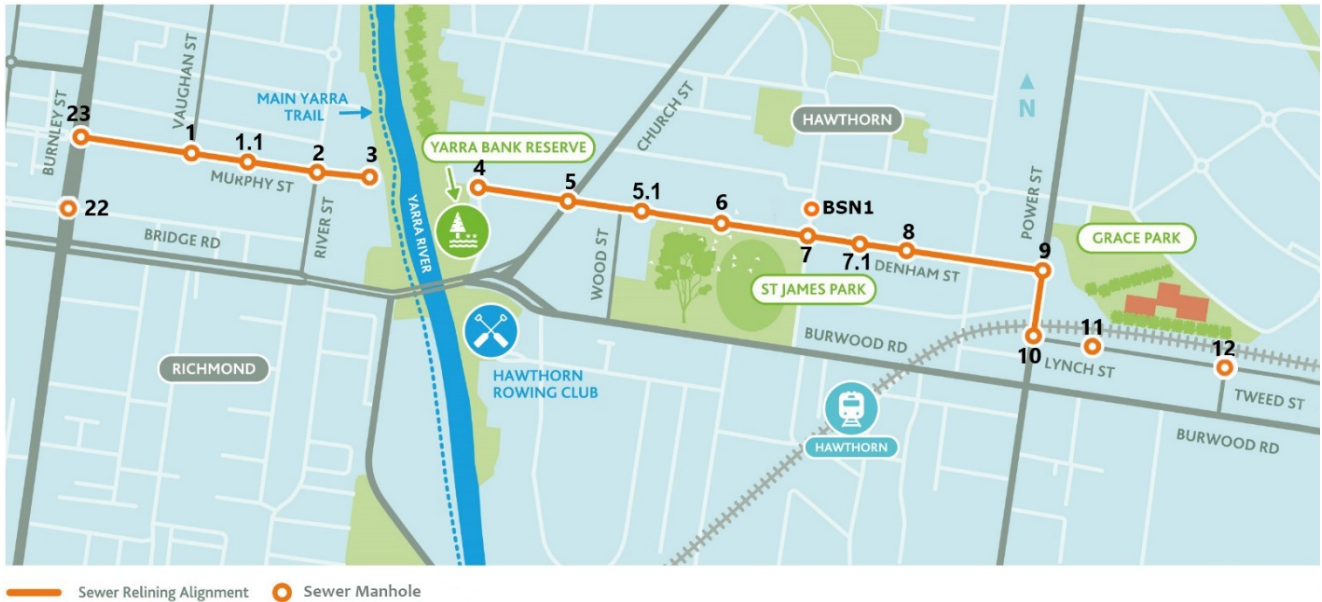 VAUGHAN ST
BURNLEY ST
23
1
1.1
2
3
MURPHY ST
22
BRIDGE RD
RIVER ST
RICHMOND
MAIN YARRA
TRAIL
YARRA RIVER
YARRA BANK RESERVE
4
5
5.1
6
7
7.1
8
9
10
11
12
BSN1
CHURCH ST
WOOD ST
HAWTHORN
ST JAMES PARK
DENHAM ST
POWER ST
N
GRACE PARK
BURWOOD RD
LYNCH ST
TWEED ST
BURWOOD RD
HAWTHORN
ROWING CLUB
HAWTHORN
Sewer Relining Alignment
Sewer Manhole